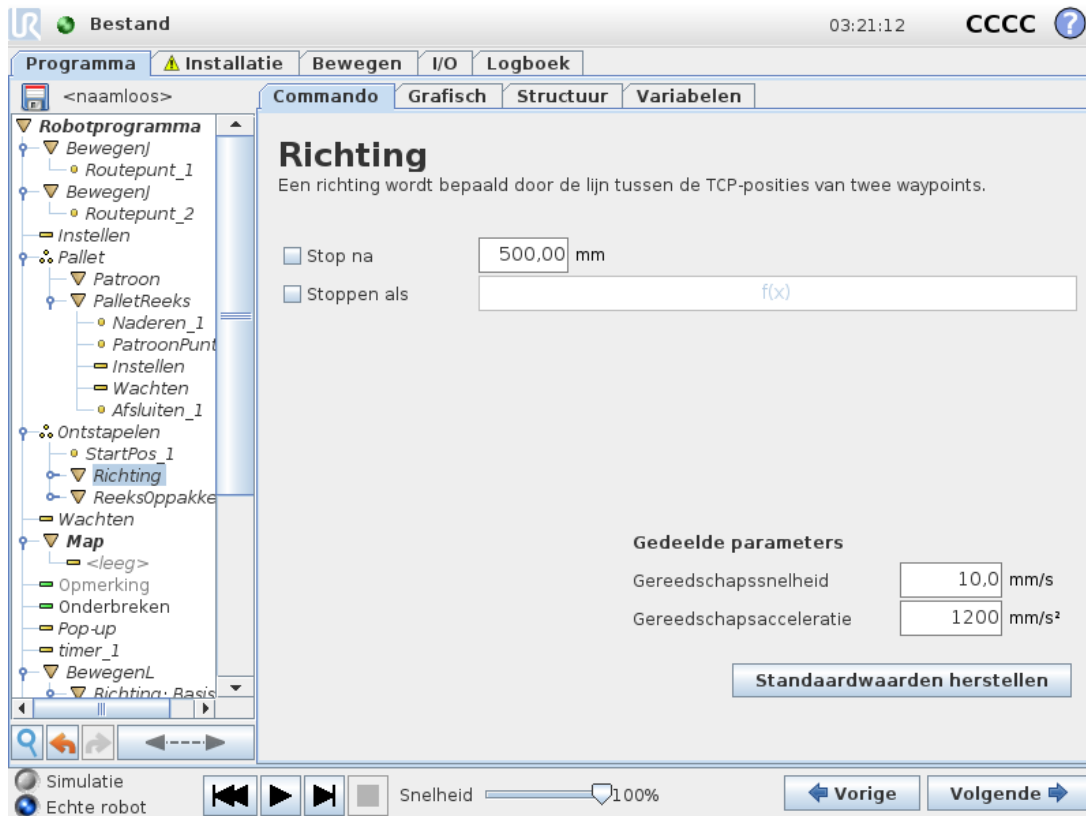 UR Bestand 03:21:12 CCCC ?
Programma Installatie Bewegen I/O Logboek
<naamloos>
Commando Grafisch Structuur Variabelen
Robotprogramma
BewegenJ
Routepunt_1
BewegenJ
Routepunt_2
Instellen
Pallet
Patroon
PalletReeks
Naderen_1
PatroonPunt
Instellen
Wachten
Afsluiten_1
Ontstapelen
StartPos_1
Richting
ReeksOppakke
Wachten
Map
<leeg>
Opmerking
Onderbreken
Pop-up
timer_1
BewegenL
Richting: Basis
Richting
Een richting wordt bepaald door de lijn tussen de TCP-posities van twee waypoints.
Stop na 500,00 mm
Stoppen als f(x)
Gedeelde parameters
Gereedschapssnelheid 10,0 mm/s
Gereedschapsacceleratie 1200 mm/s²
Standaardwaarden herstellen
Simulatie
Echte robot
Snelheid 100%
Vorige Volgende